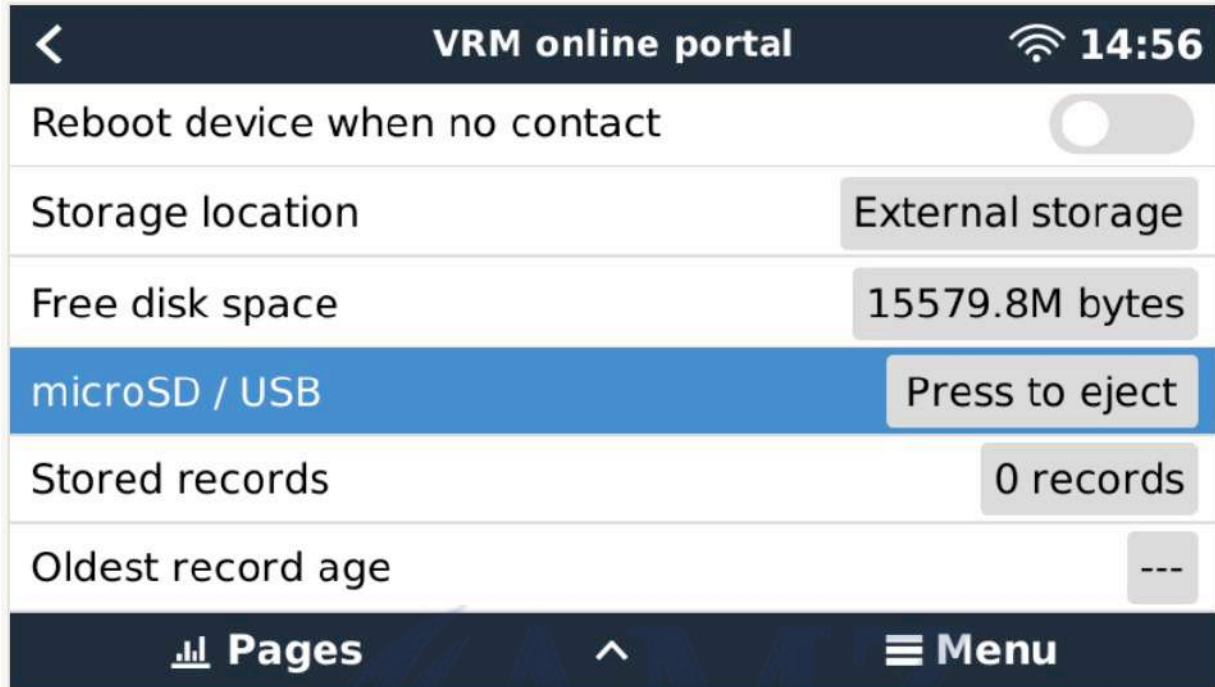 VRM online portal 14:56
Reboot device when no contact
Storage location External storage
Free disk space 15579.8M bytes
microSD / USB Press to eject
Stored records 0 records
Oldest record age ---
Pages Menu